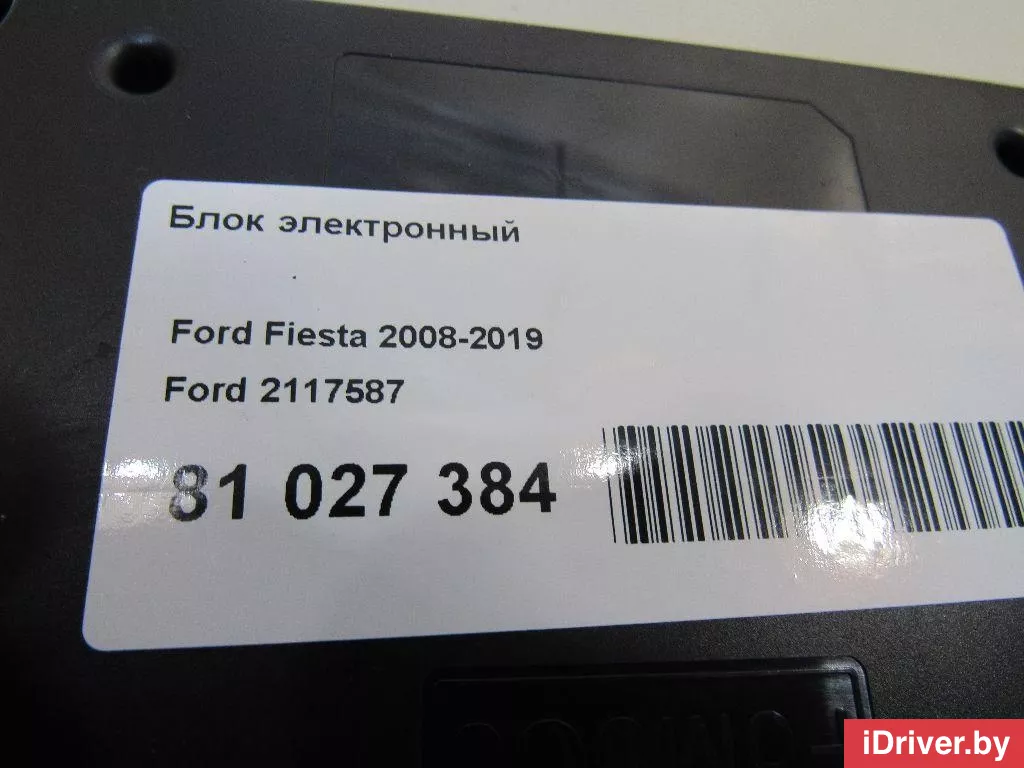 Блок электронный
Ford Fiesta 2008-2019
Ford 2117587
81 027 384
iDriver.by